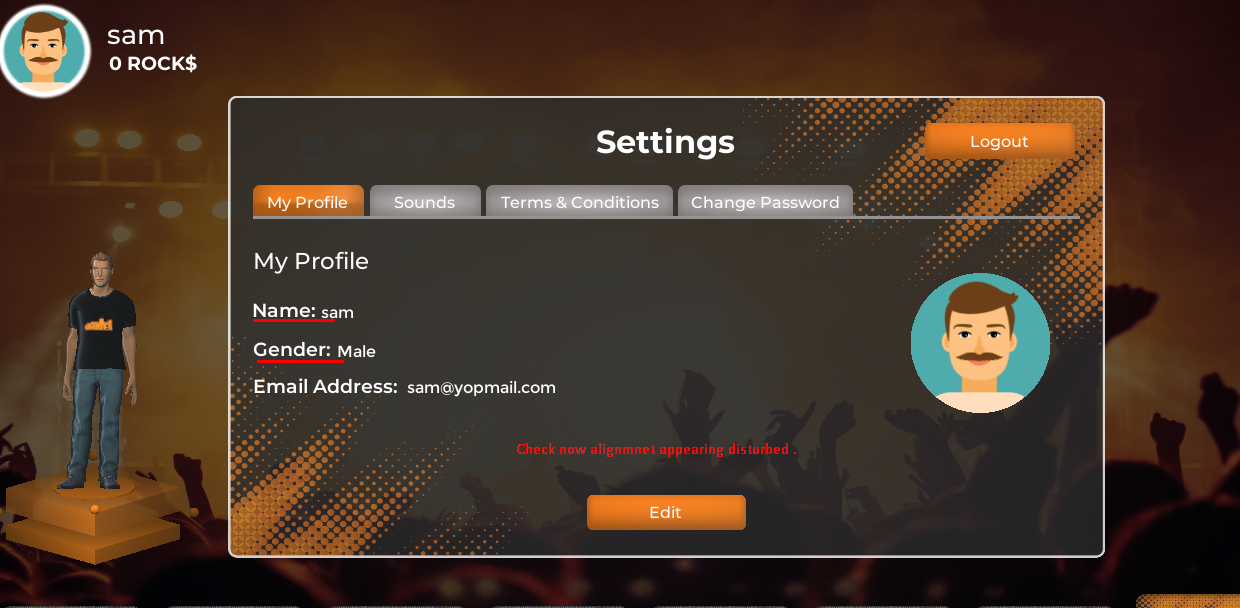 sam
0 ROCK$
Settings
Logout
My Profile
Sounds
Terms & Conditions
Change Password
My Profile
Name: sam
Gender: Male
Email Address: sam@yopmail.com
Check now alignmnet appearing disturbed .
Edit